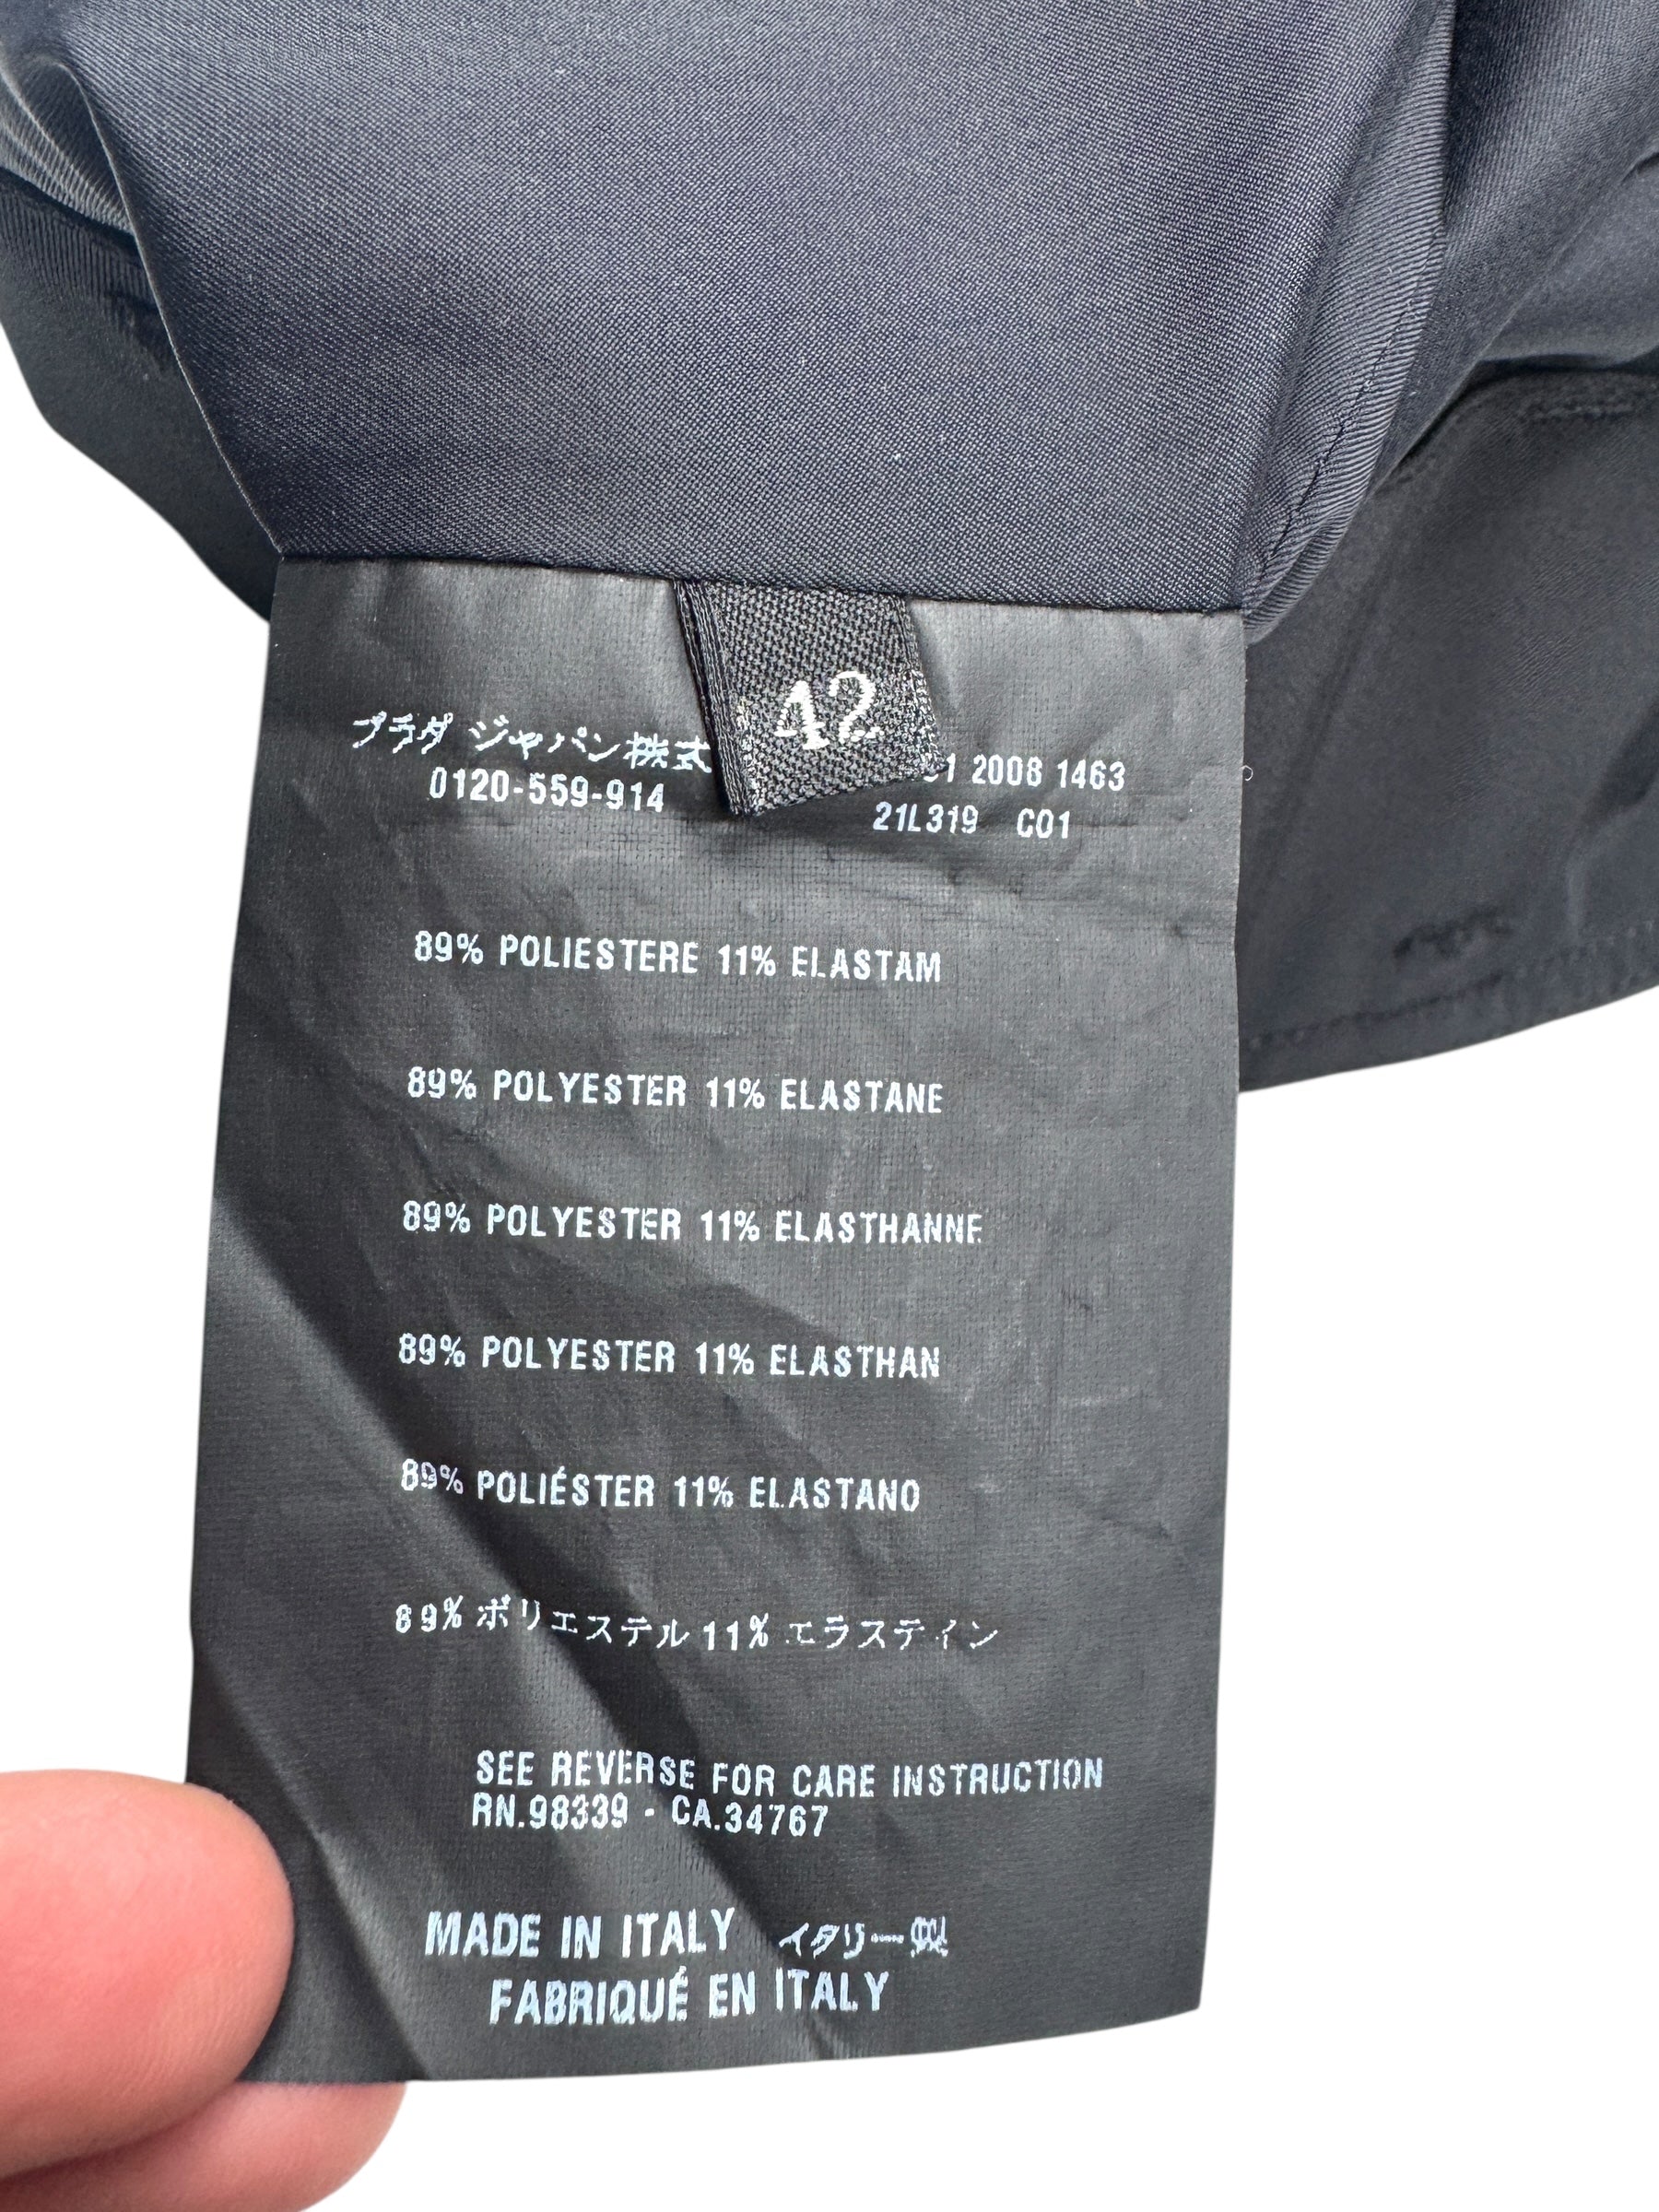 42
プラダ ジャパン株式
0120-559-914
1 2008 1463
21L319 C01
89% POLIESTERE 11% ELASTAM
89% POLYESTER 11% ELASTANE
89% POLYESTER 11% ELASTHANNE
89% POLYESTER 11% ELASTHAN
89% POLIÉSTER 11% ELASTANO
89% ポリエステル 11% エラステイン
SEE REVERSE FOR CARE INSTRUCTION
RN.98339 - CA.34767
MADE IN ITALY イタリー製
FABRIQUÉ EN ITALY